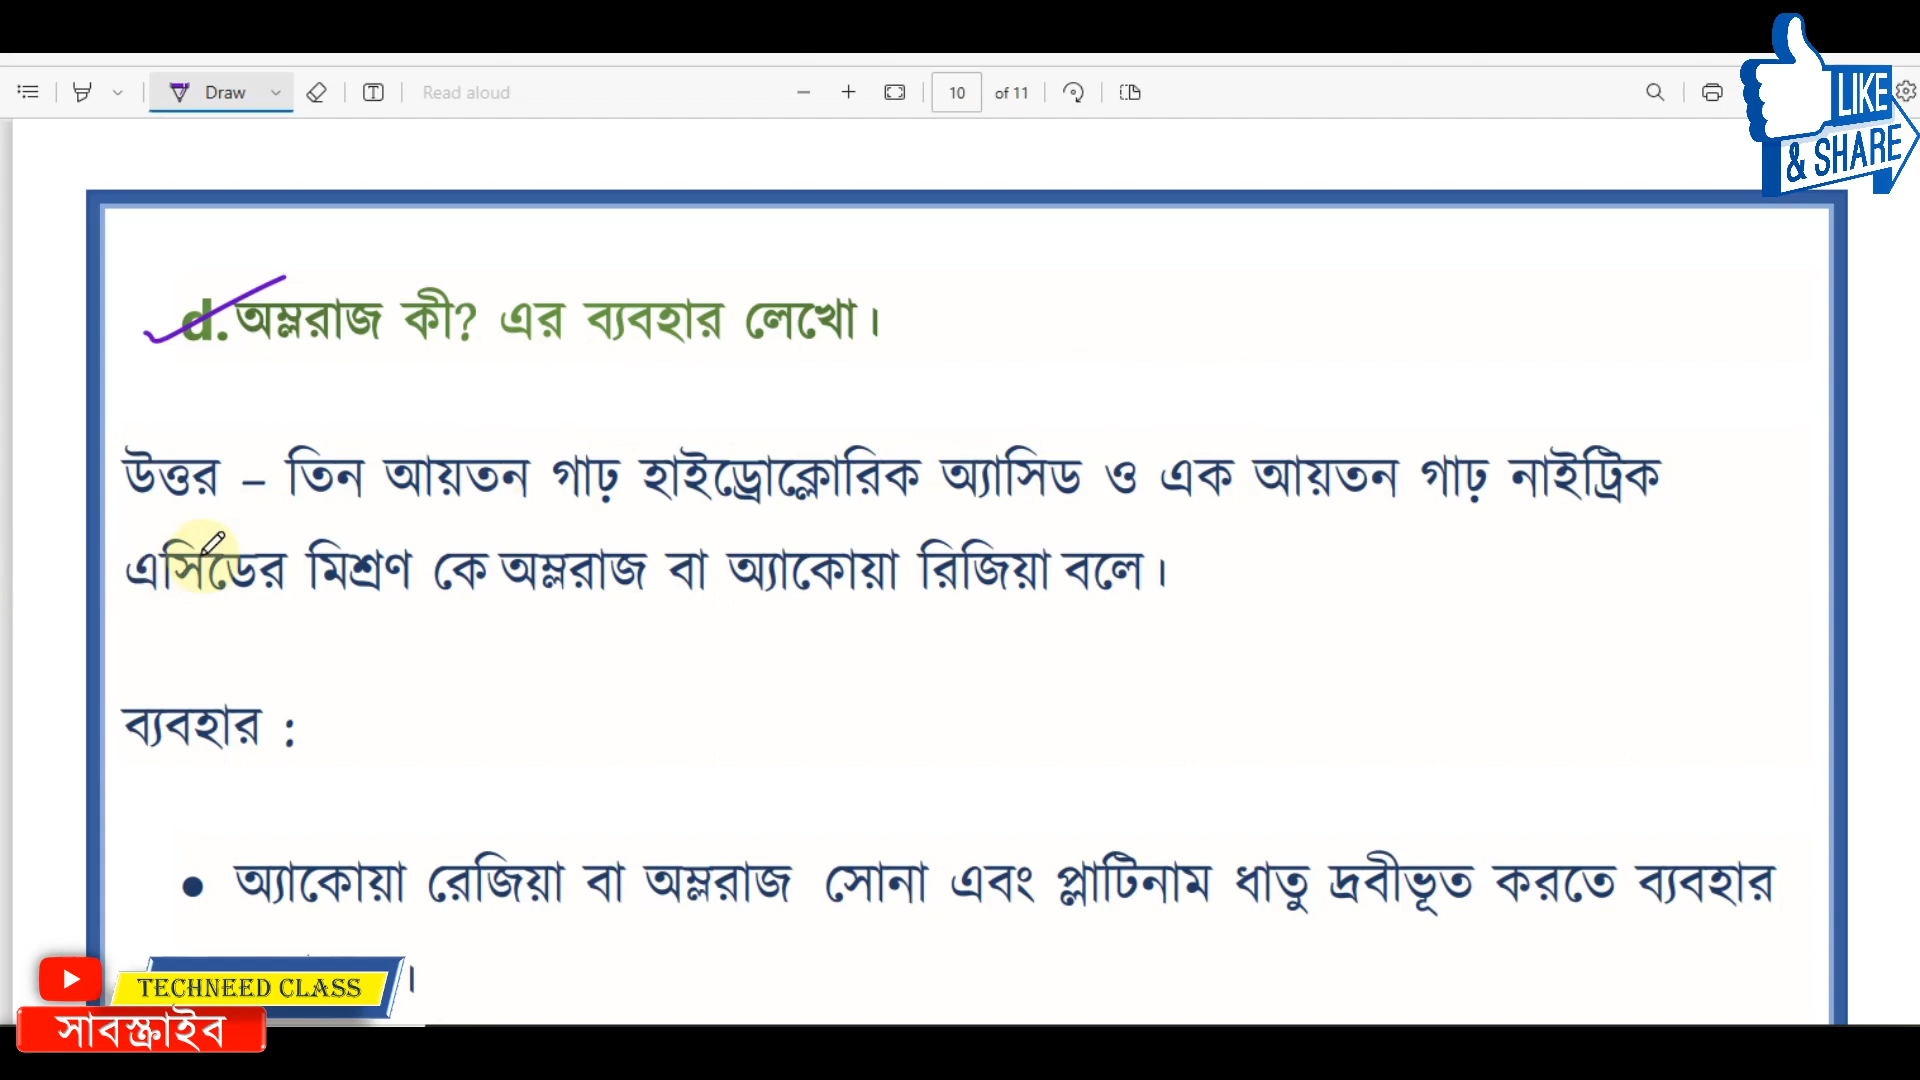 Draw
Read aloud
10 of 11
LIKE
& SHARE
d. অম্লরাজ কী? এর ব্যবহার লেখো।
উত্তর – তিন আয়তন গাঢ় হাইড্রোক্লোরিক অ্যাসিড ও এক আয়তন গাঢ় নাইট্রিক
এসিডের মিশ্রণ কে অম্লরাজ বা অ্যাকোয়া রিজিয়া বলে।
ব্যবহার :
• অ্যাকোয়া রেজিয়া বা অম্লরাজ সোনা এবং প্লাটিনাম ধাতু দ্রবীভূত করতে ব্যবহার
।
TECHNEED CLASS
সাবস্ক্রাইব